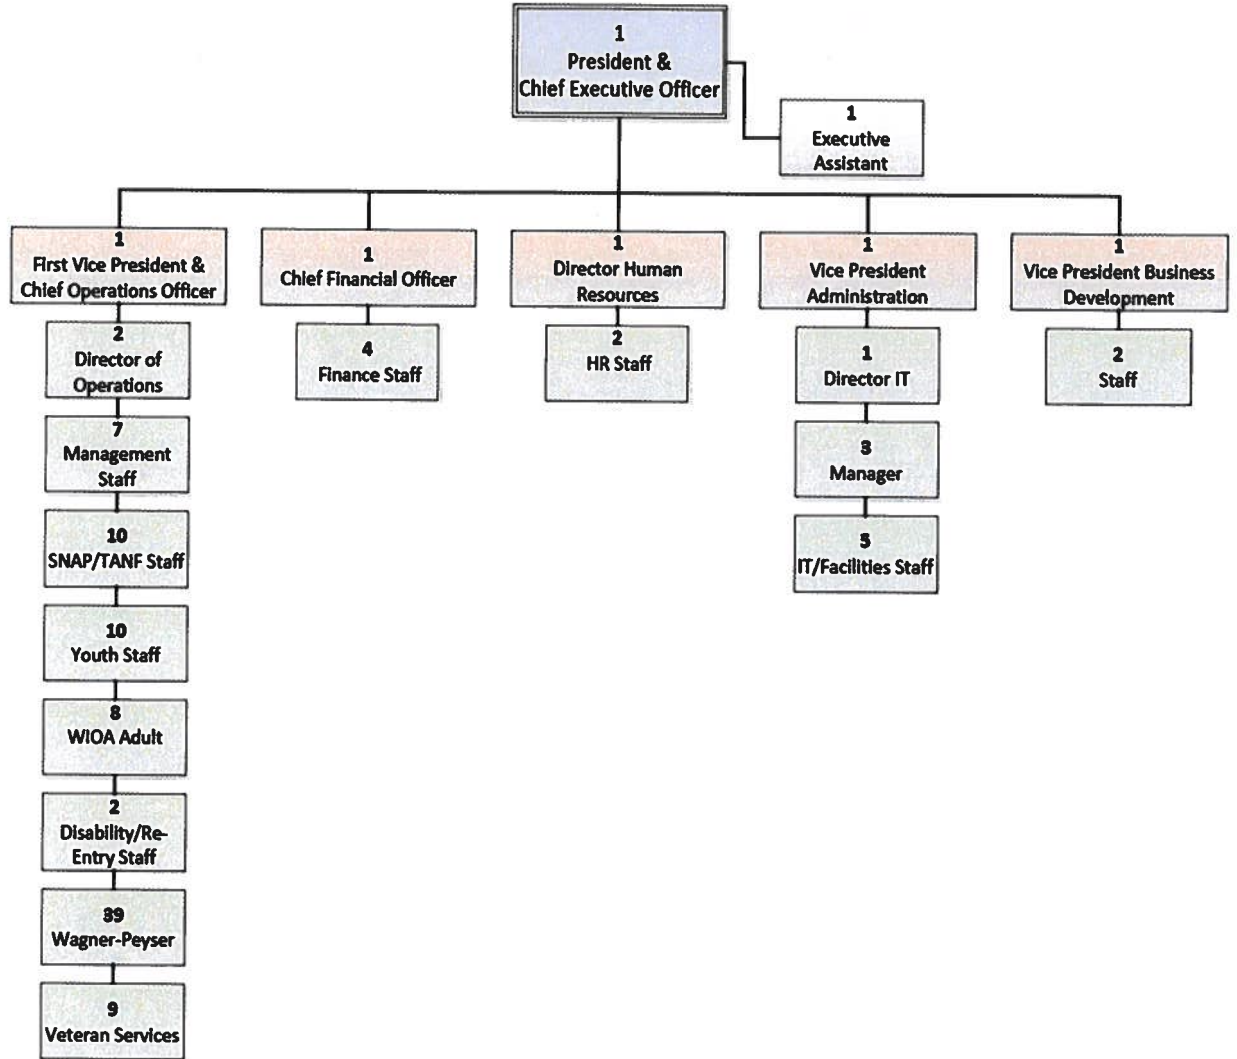 1
President &
Chief Executive Officer
1
Executive
Assistant
1
First Vice President &
Chief Operations Officer
1
Chief Financial Officer
1
Director Human
Resources
1
Vice President
Administration
1
Vice President Business
Development
2
Director of
Operations
4
Finance Staff
2
HR Staff
1
Director IT
2
Staff
7
Management
Staff
3
Manager
10
SNAP/TANF Staff
5
IT/Facilities Staff
10
Youth Staff
8
WIOA Adult
2
Disability/Re-
Entry Staff
39
Wagner-Peyser
9
Veteran Services